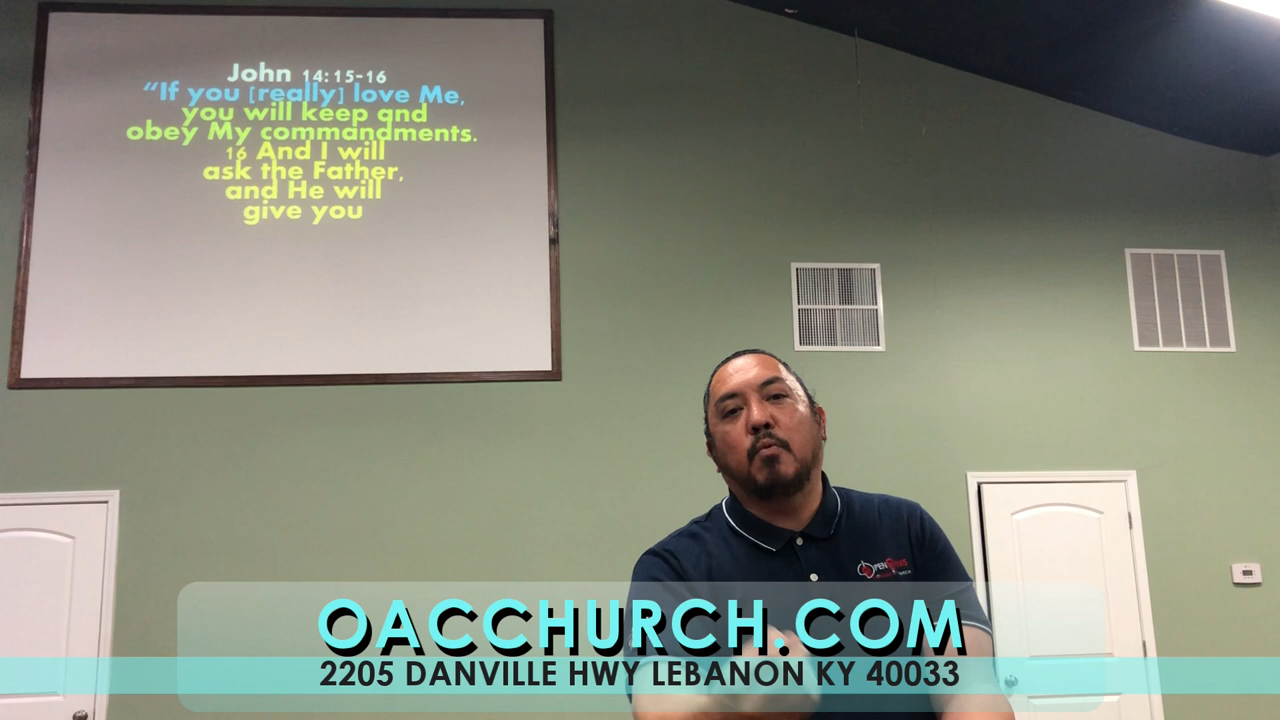 John 14:15-16
“If you [really] love Me,
you will keep and
obey My commandments.
16 And I will
ask the Father,
and He will
give you
OACCHURCH.COM
2205 DANVILLE HWY LEBANON KY 40033